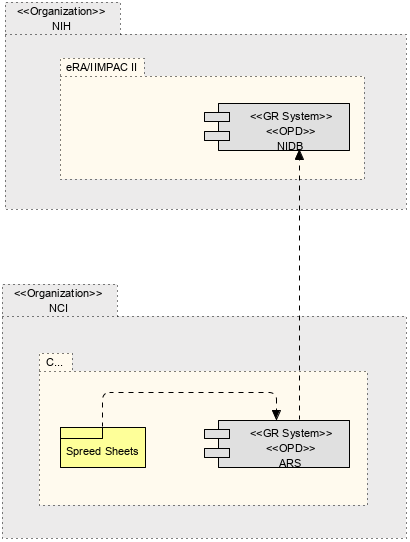 <<Organization>>
NIH
eRA/IIMPAC II
<<GR System>>
<<OPD>>
NIDB
<<Organization>>
NCI
C...
Spreed Sheets
<<GR System>>
<<OPD>>
ARS